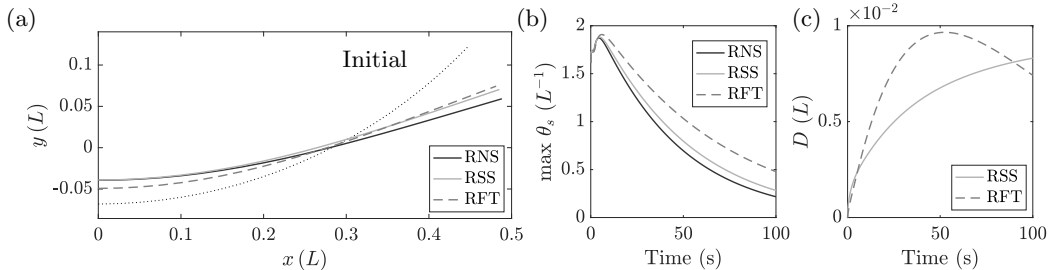 (a)
0.1
0.05
0
-0.05
y (L)
Initial
RNS
RSS
RFT
0
0.1
0.2
0.3
0.4
0.5
x (L)
(b)
2
1.5
1
0.5
0
max θs (L⁻¹)
RNS
RSS
RFT
0
50
100
Time (s)
(c)
×10⁻²
1
0.5
0
D (L)
RSS
RFT
0
50
100
Time (s)